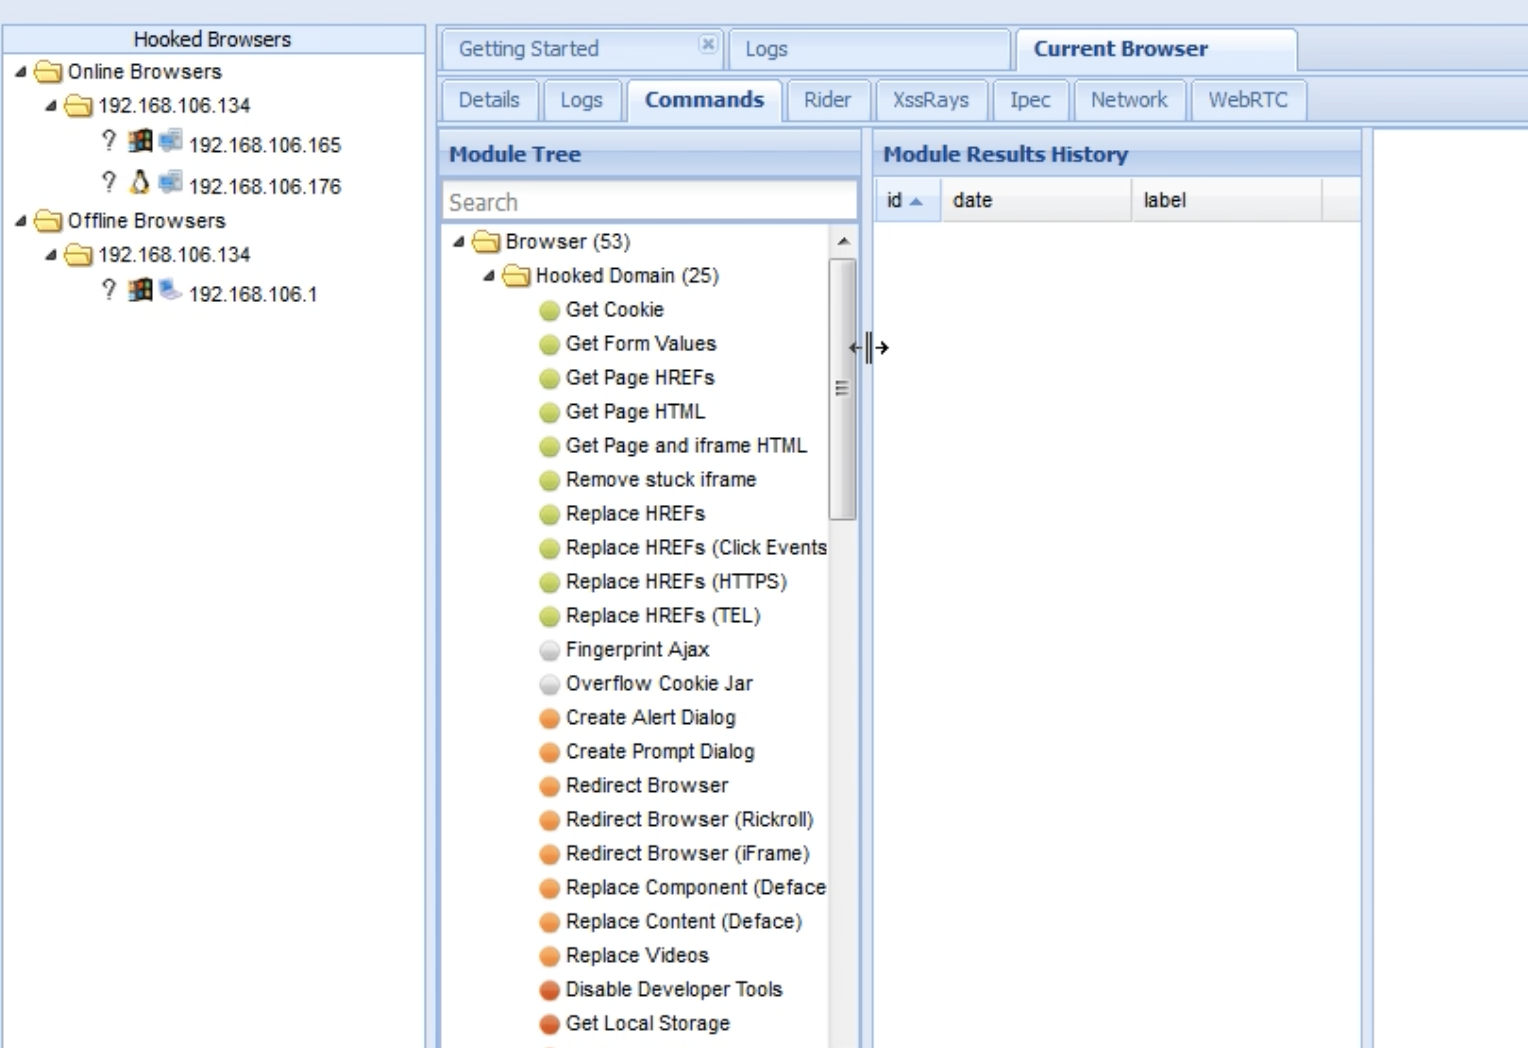 Hooked Browsers
Online Browsers
192.168.106.134
? 192.168.106.165
? 192.168.106.176
Offline Browsers
192.168.106.134
? 192.168.106.1
Getting Started
Logs
Current Browser
Details
Logs
Commands
Rider
XssRays
Ipec
Network
WebRTC
Module Tree
Search
Browser (53)
Hooked Domain (25)
Get Cookie
Get Form Values
Get Page HREFs
Get Page HTML
Get Page and iframe HTML
Remove stuck iframe
Replace HREFs
Replace HREFs (Click Events
Replace HREFs (HTTPS)
Replace HREFs (TEL)
Fingerprint Ajax
Overflow Cookie Jar
Create Alert Dialog
Create Prompt Dialog
Redirect Browser
Redirect Browser (Rickroll)
Redirect Browser (iFrame)
Replace Component (Deface
Replace Content (Deface)
Replace Videos
Disable Developer Tools
Get Local Storage
Module Results History
id
date
label